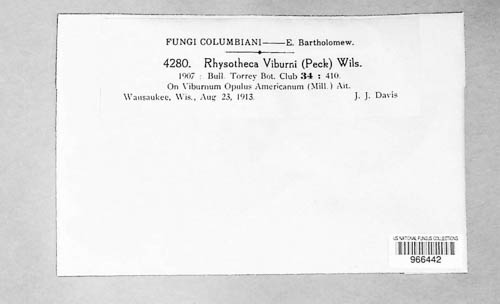 FUNGI COLUMBIANI—E. Bartholomew.
4280. Rhysotheca Viburni (Peck) Wils.
1907 : Bull. Torrey Bot. Club 34 : 410.
On Viburnum Opulus Americanum (Mill.) Ait.
Wausaukee, Wis., Aug 23, 1913. J. J. Davis
US NATIONAL FUNGUS COLLECTIONS
966442